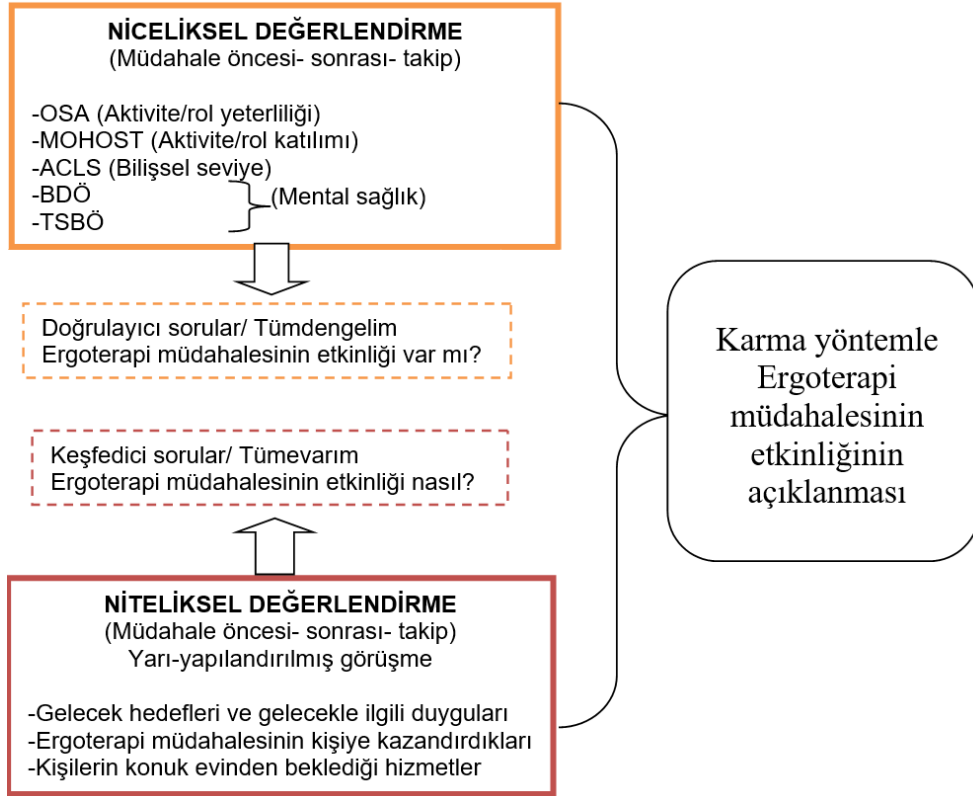 NİCELİKSEL DEĞERLENDİRME
(Müdahale öncesi- sonrası- takip)
-OSA (Aktivite/rol yeterliliği)
-MOHOST (Aktivite/rol katılımı)
-ACLS (Bilişsel seviye)
-BDÖ
(Mental sağlık)
-TSBÖ
Doğrulayıcı sorular/ Tümdengelim
Ergoterapi müdahalesinin etkinliği var mı?
Keşfedici sorular/ Tümevarım
Ergoterapi müdahalesinin etkinliği nasıl?
NİTELİKSEL DEĞERLENDİRME
(Müdahale öncesi- sonrası- takip)
Yarı-yapılandırılmış görüşme
-Gelecek hedefleri ve gelecekle ilgili duyguları
-Ergoterapi müdahalesinin kişiye kazandırdıkları
-Kişilerin konuk evinden beklediği hizmetler
Karma yöntemle
Ergoterapi
müdahalesinin
etkinliğinin
açıklanması